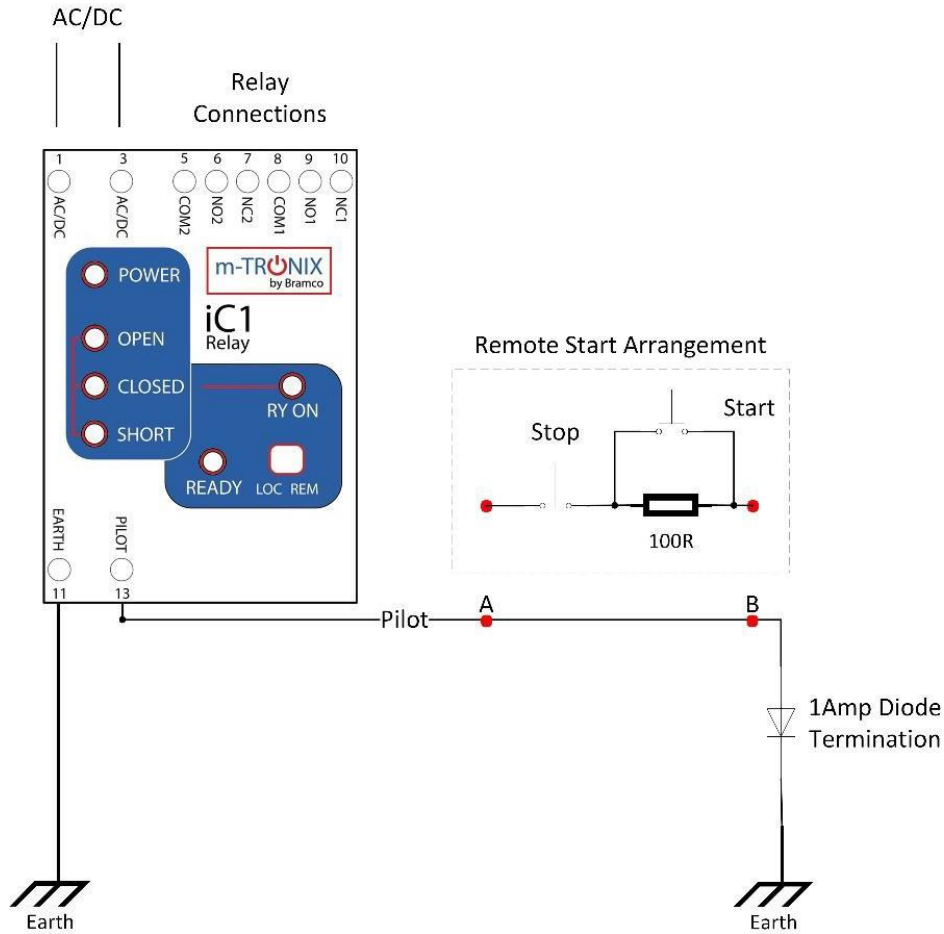 AC/DC
Relay
Connections
1 3 5 6 7 8 9 10
AC/DC AC/DC COM2 NO2 NC2 COM1 NO1 NC1
POWER
m-TRONIX
by Bramco
iC1
Relay
OPEN
CLOSED
RY ON
SHORT
READY LOC REM
EARTH PILOT
11 13
Remote Start Arrangement
Stop
Start
100R
Pilot
A B
1Amp Diode
Termination
Earth
Earth